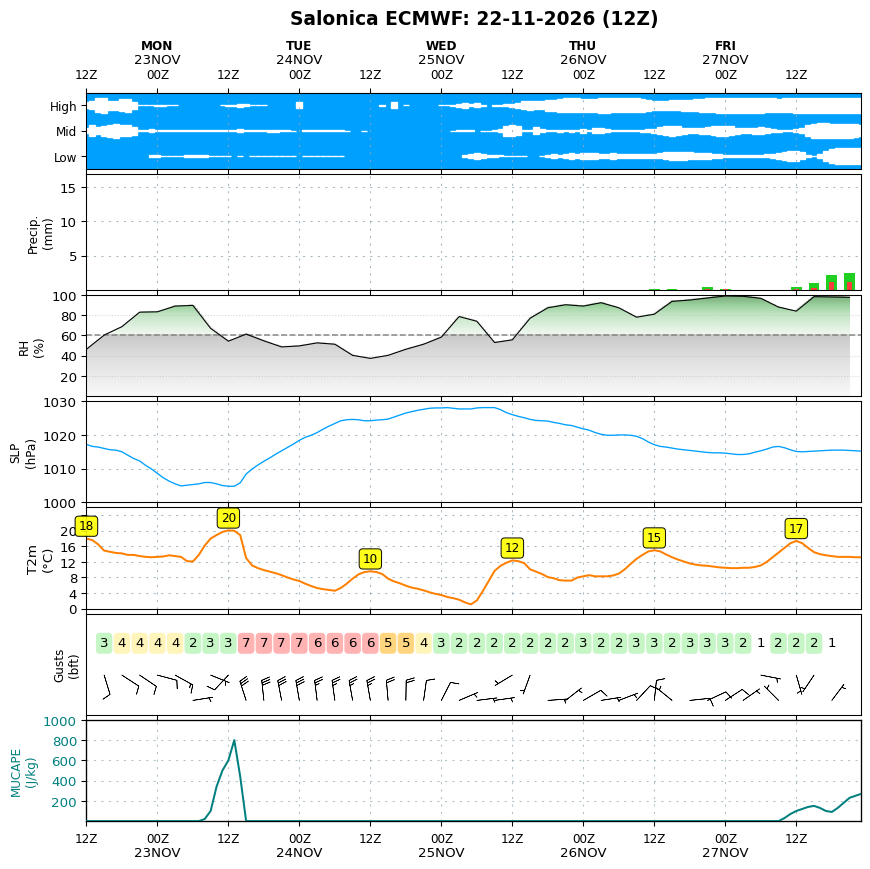 Salonica ECMWF: 22-11-2026 (12Z)
MON TUE WED THU FRI
23NOV 24NOV 25NOV 26NOV 27NOV
12Z 00Z 12Z 00Z 12Z 00Z 12Z 00Z 12Z 00Z 12Z
High
Mid
Low
Precip.
(mm)
15
10
5
RH
(%)
100
80
60
40
20
SLP
(hPa)
1030
1020
1010
1000
T2m
(°C)
20
16
12
8
4
0
18 20 10 12 15 17
Gusts
(bft)
3 4 4 4 4 2 3 3 7 7 7 7 6 6 6 6 5 5 4 3 2 2 2 2 2 2 2 3 2 2 3 3 2 3 3 3 2 1 2 2 2 1
MUCAPE
(J/kg)
1000
800
600
400
200
12Z 00Z 12Z 00Z 12Z 00Z 12Z 00Z 12Z 00Z 12Z
23NOV 24NOV 25NOV 26NOV 27NOV